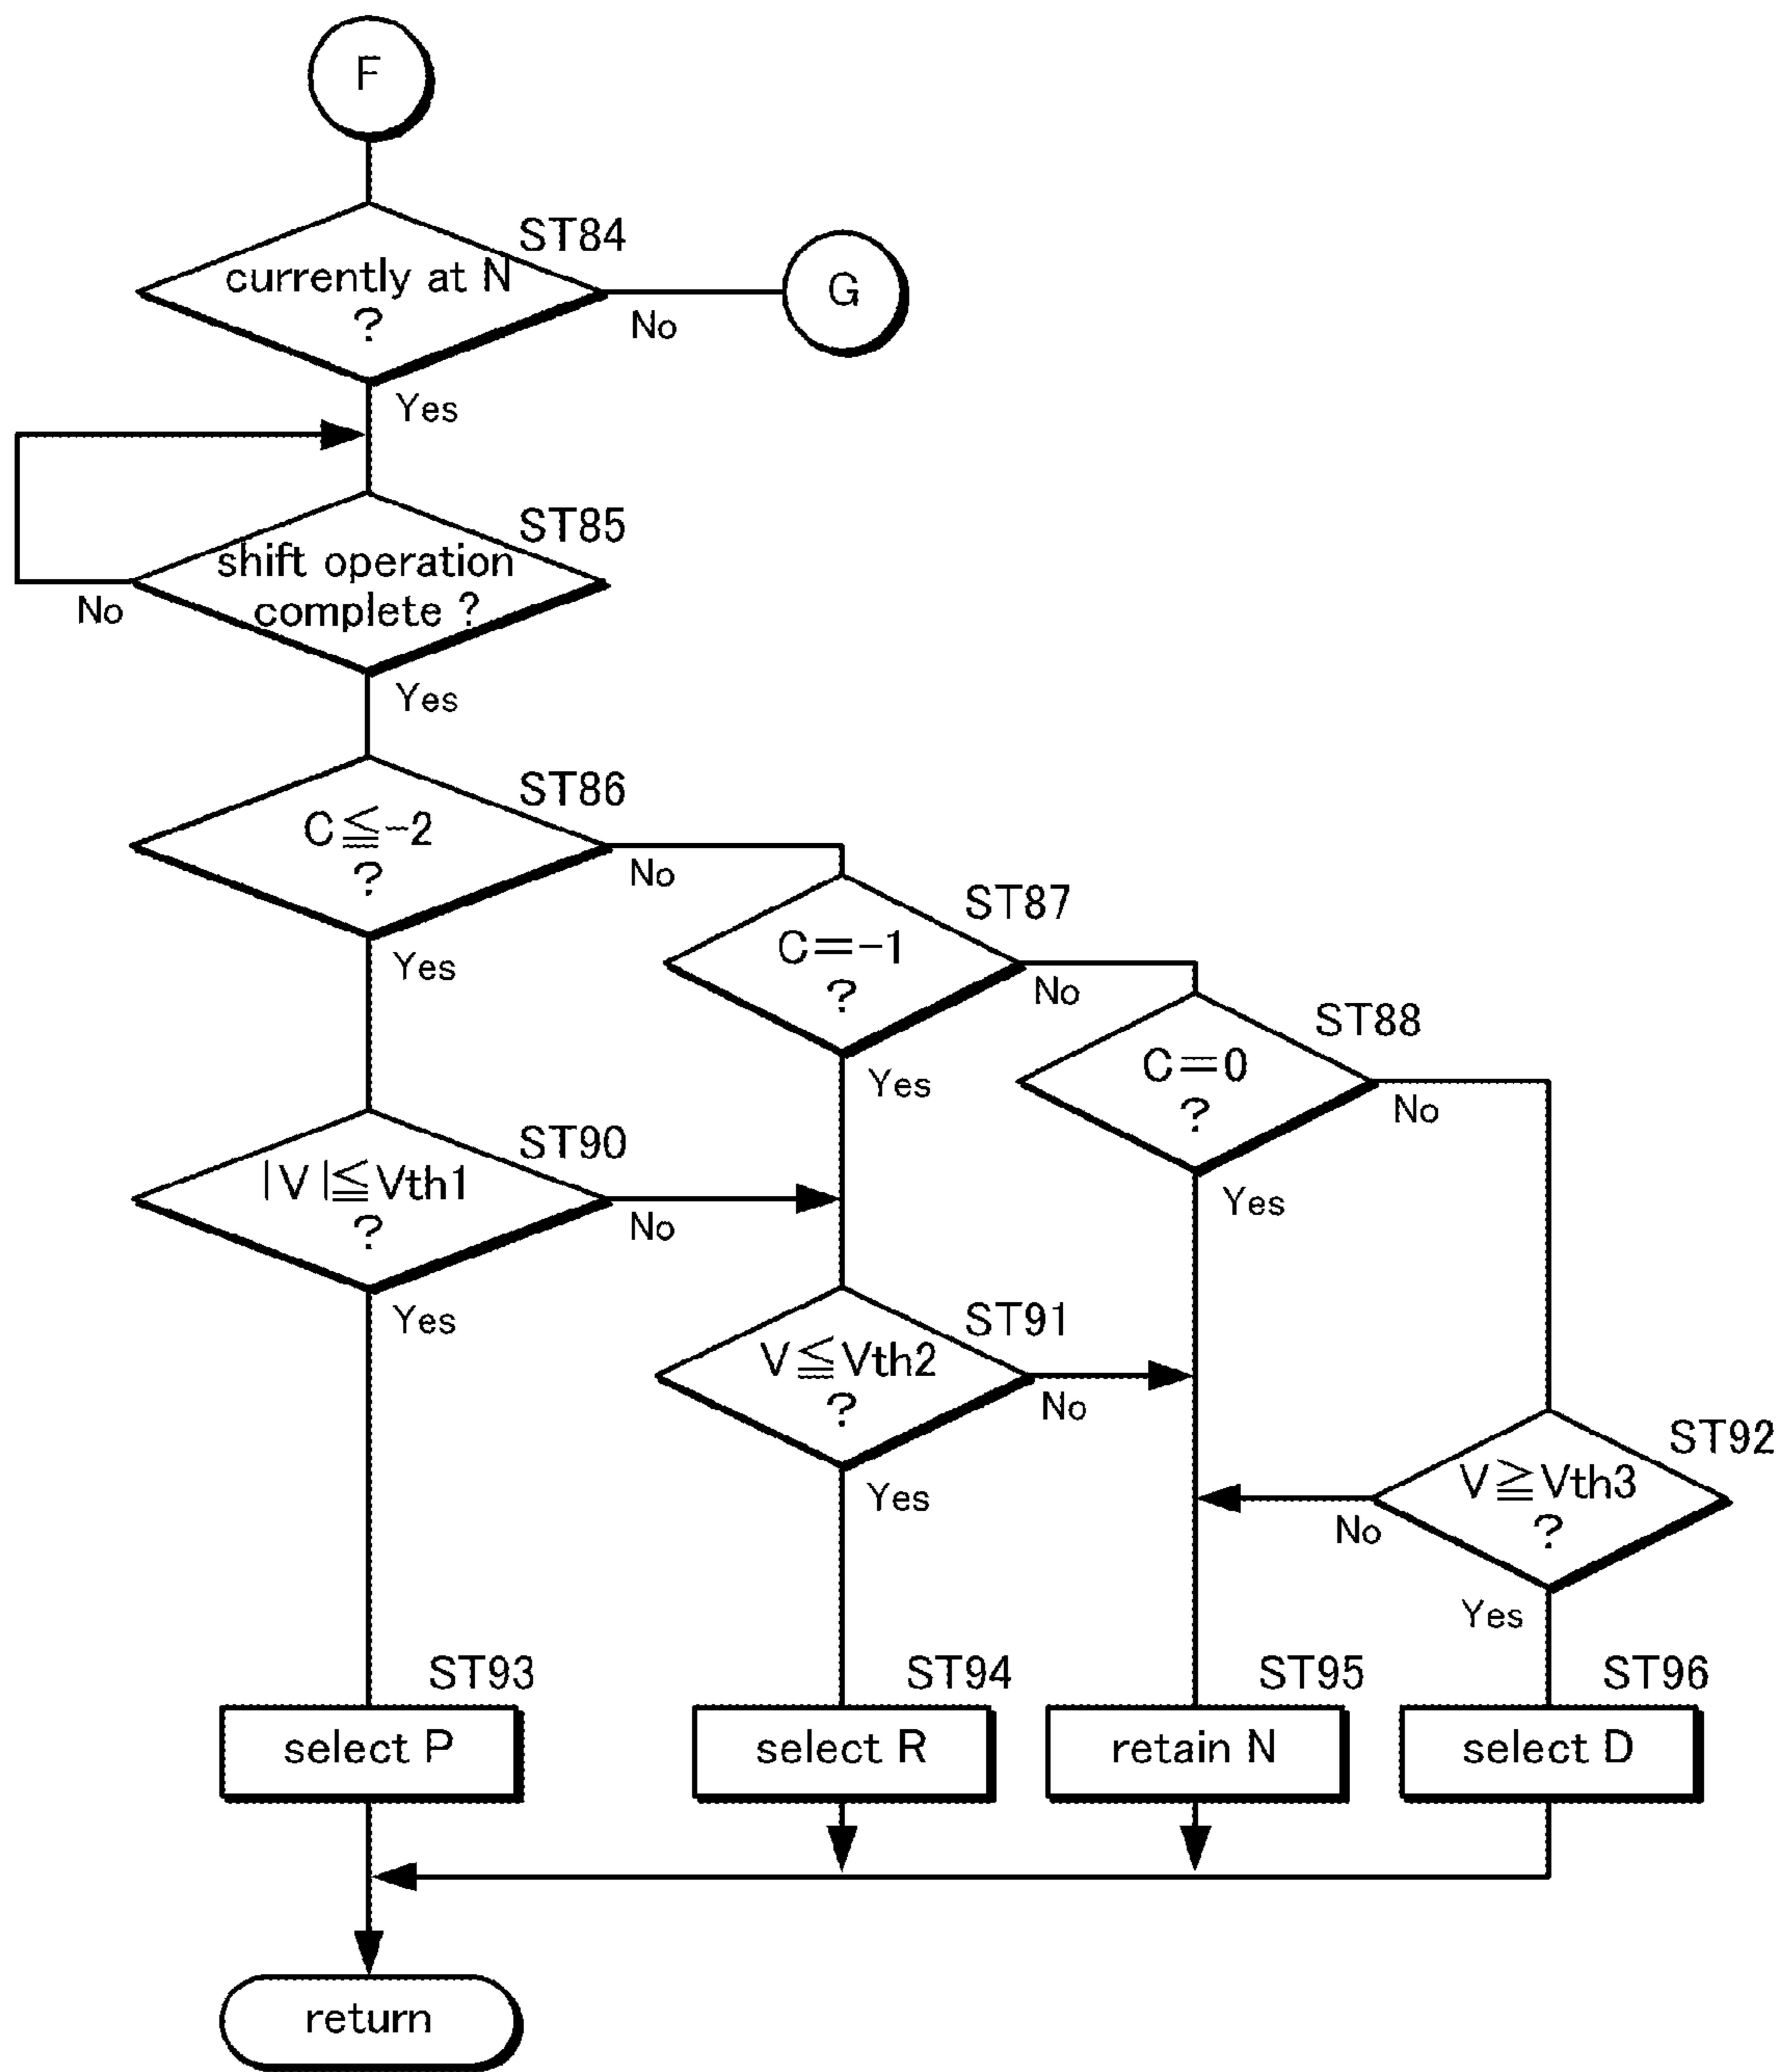 F
ST84
currently at N
?
No
G
Yes
ST85
shift operation
complete ?
No
Yes
ST86
C≦-2
?
No
Yes
ST87
C=-1
?
No
Yes
ST88
C=0
?
No
Yes
ST90
|V|≦Vth1
?
No
Yes
ST91
V≦Vth2
?
No
Yes
ST92
V≧Vth3
?
No
Yes
ST93
select P
ST94
select R
ST95
retain N
ST96
select D
return